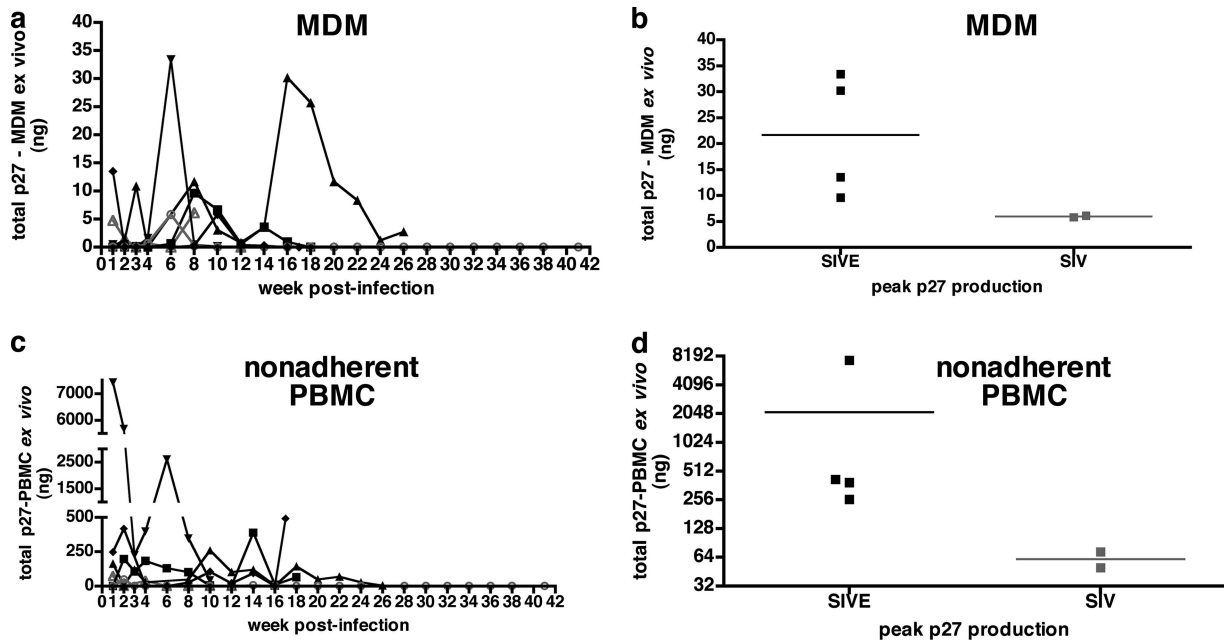 a
MDM
total p27 - MDM ex vivo
(ng)
40
35
30
25
20
15
10
5
0
0 1 2 3 4 6 8 10 12 14 16 18 20 22 24 26 28 30 32 34 36 38 40 42
week post-infection
b
MDM
total p27 - MDM ex vivo
(ng)
40
35
30
25
20
15
10
5
0
SIVE SIV
peak p27 production
c
nonadherent
PBMC
total p27-PBMC ex vivo
(ng)
7000
6000
2500
1500
500
250
0
0 1 2 3 4 6 8 10 12 14 16 18 20 22 24 26 28 30 32 34 36 38 40 42
week post-infection
d
nonadherent
PBMC
total p27-PBMC ex vivo
(ng)
8192
4096
2048
1024
512
256
128
64
32
SIVE SIV
peak p27 production